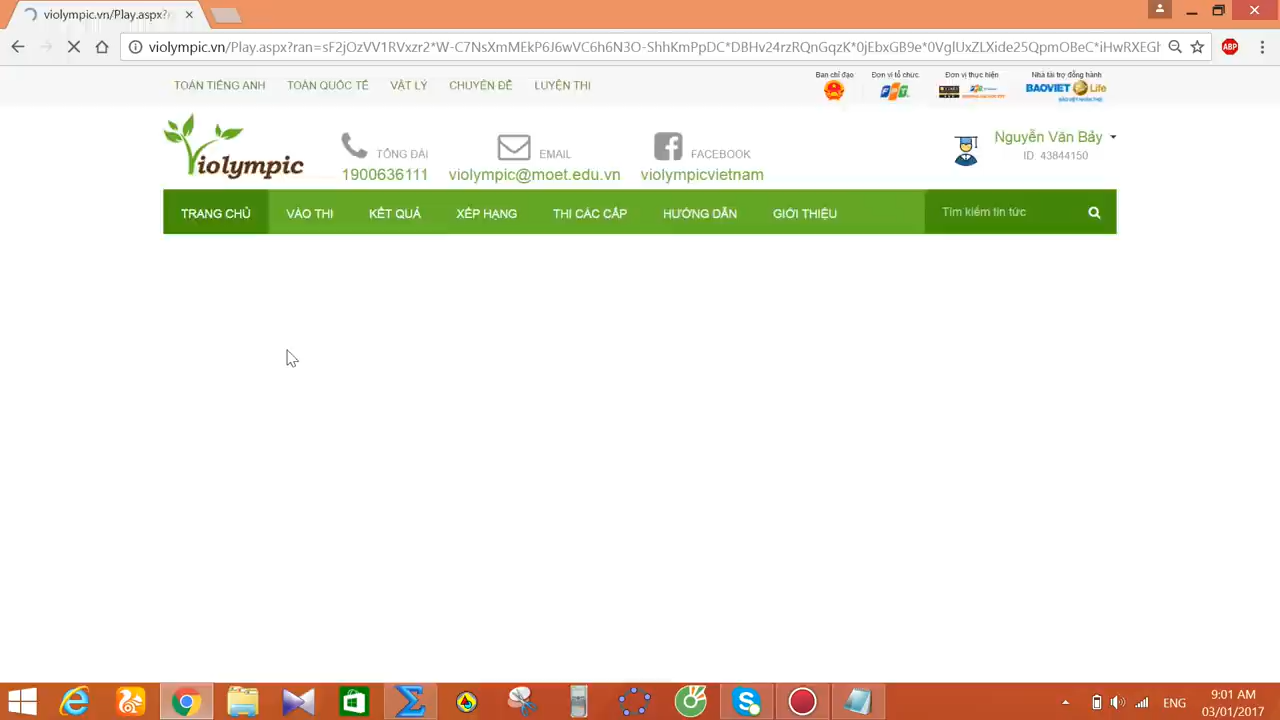 violympic.vn/Play.aspx?r
violympic.vn/Play.aspx?ran=sF2jOzVV1RVxzr2*W-C7NsXmMEkP6J6wVC6h6N3O-ShhKmPpDC*DBHv24rzRQnGqzK*0jEbxGB9e*0VglUxZLXide25QpmOBeC*iHwRXEGH
ABP
TOÁN TIẾNG ANH TOÁN QUỐC TẾ VẬT LÝ CHUYÊN ĐỀ LUYỆN THI
Ban chỉ đạo Đơn vị tổ chức Đơn vị thực hiện Nhà tài trợ đồng hành
FPT BAOVIET Life
Violympic
TỔNG ĐÀI EMAIL FACEBOOK
1900636111 violympic@moet.edu.vn violympicvietnam
Nguyễn Văn Bảy
ID: 43844150
TRANG CHỦ VÀO THI KẾT QUẢ XẾP HẠNG THI CÁC CẤP HƯỚNG DẪN GIỚI THIỆU Tìm kiếm tin tức
ENG
9:01 AM
03/01/2017